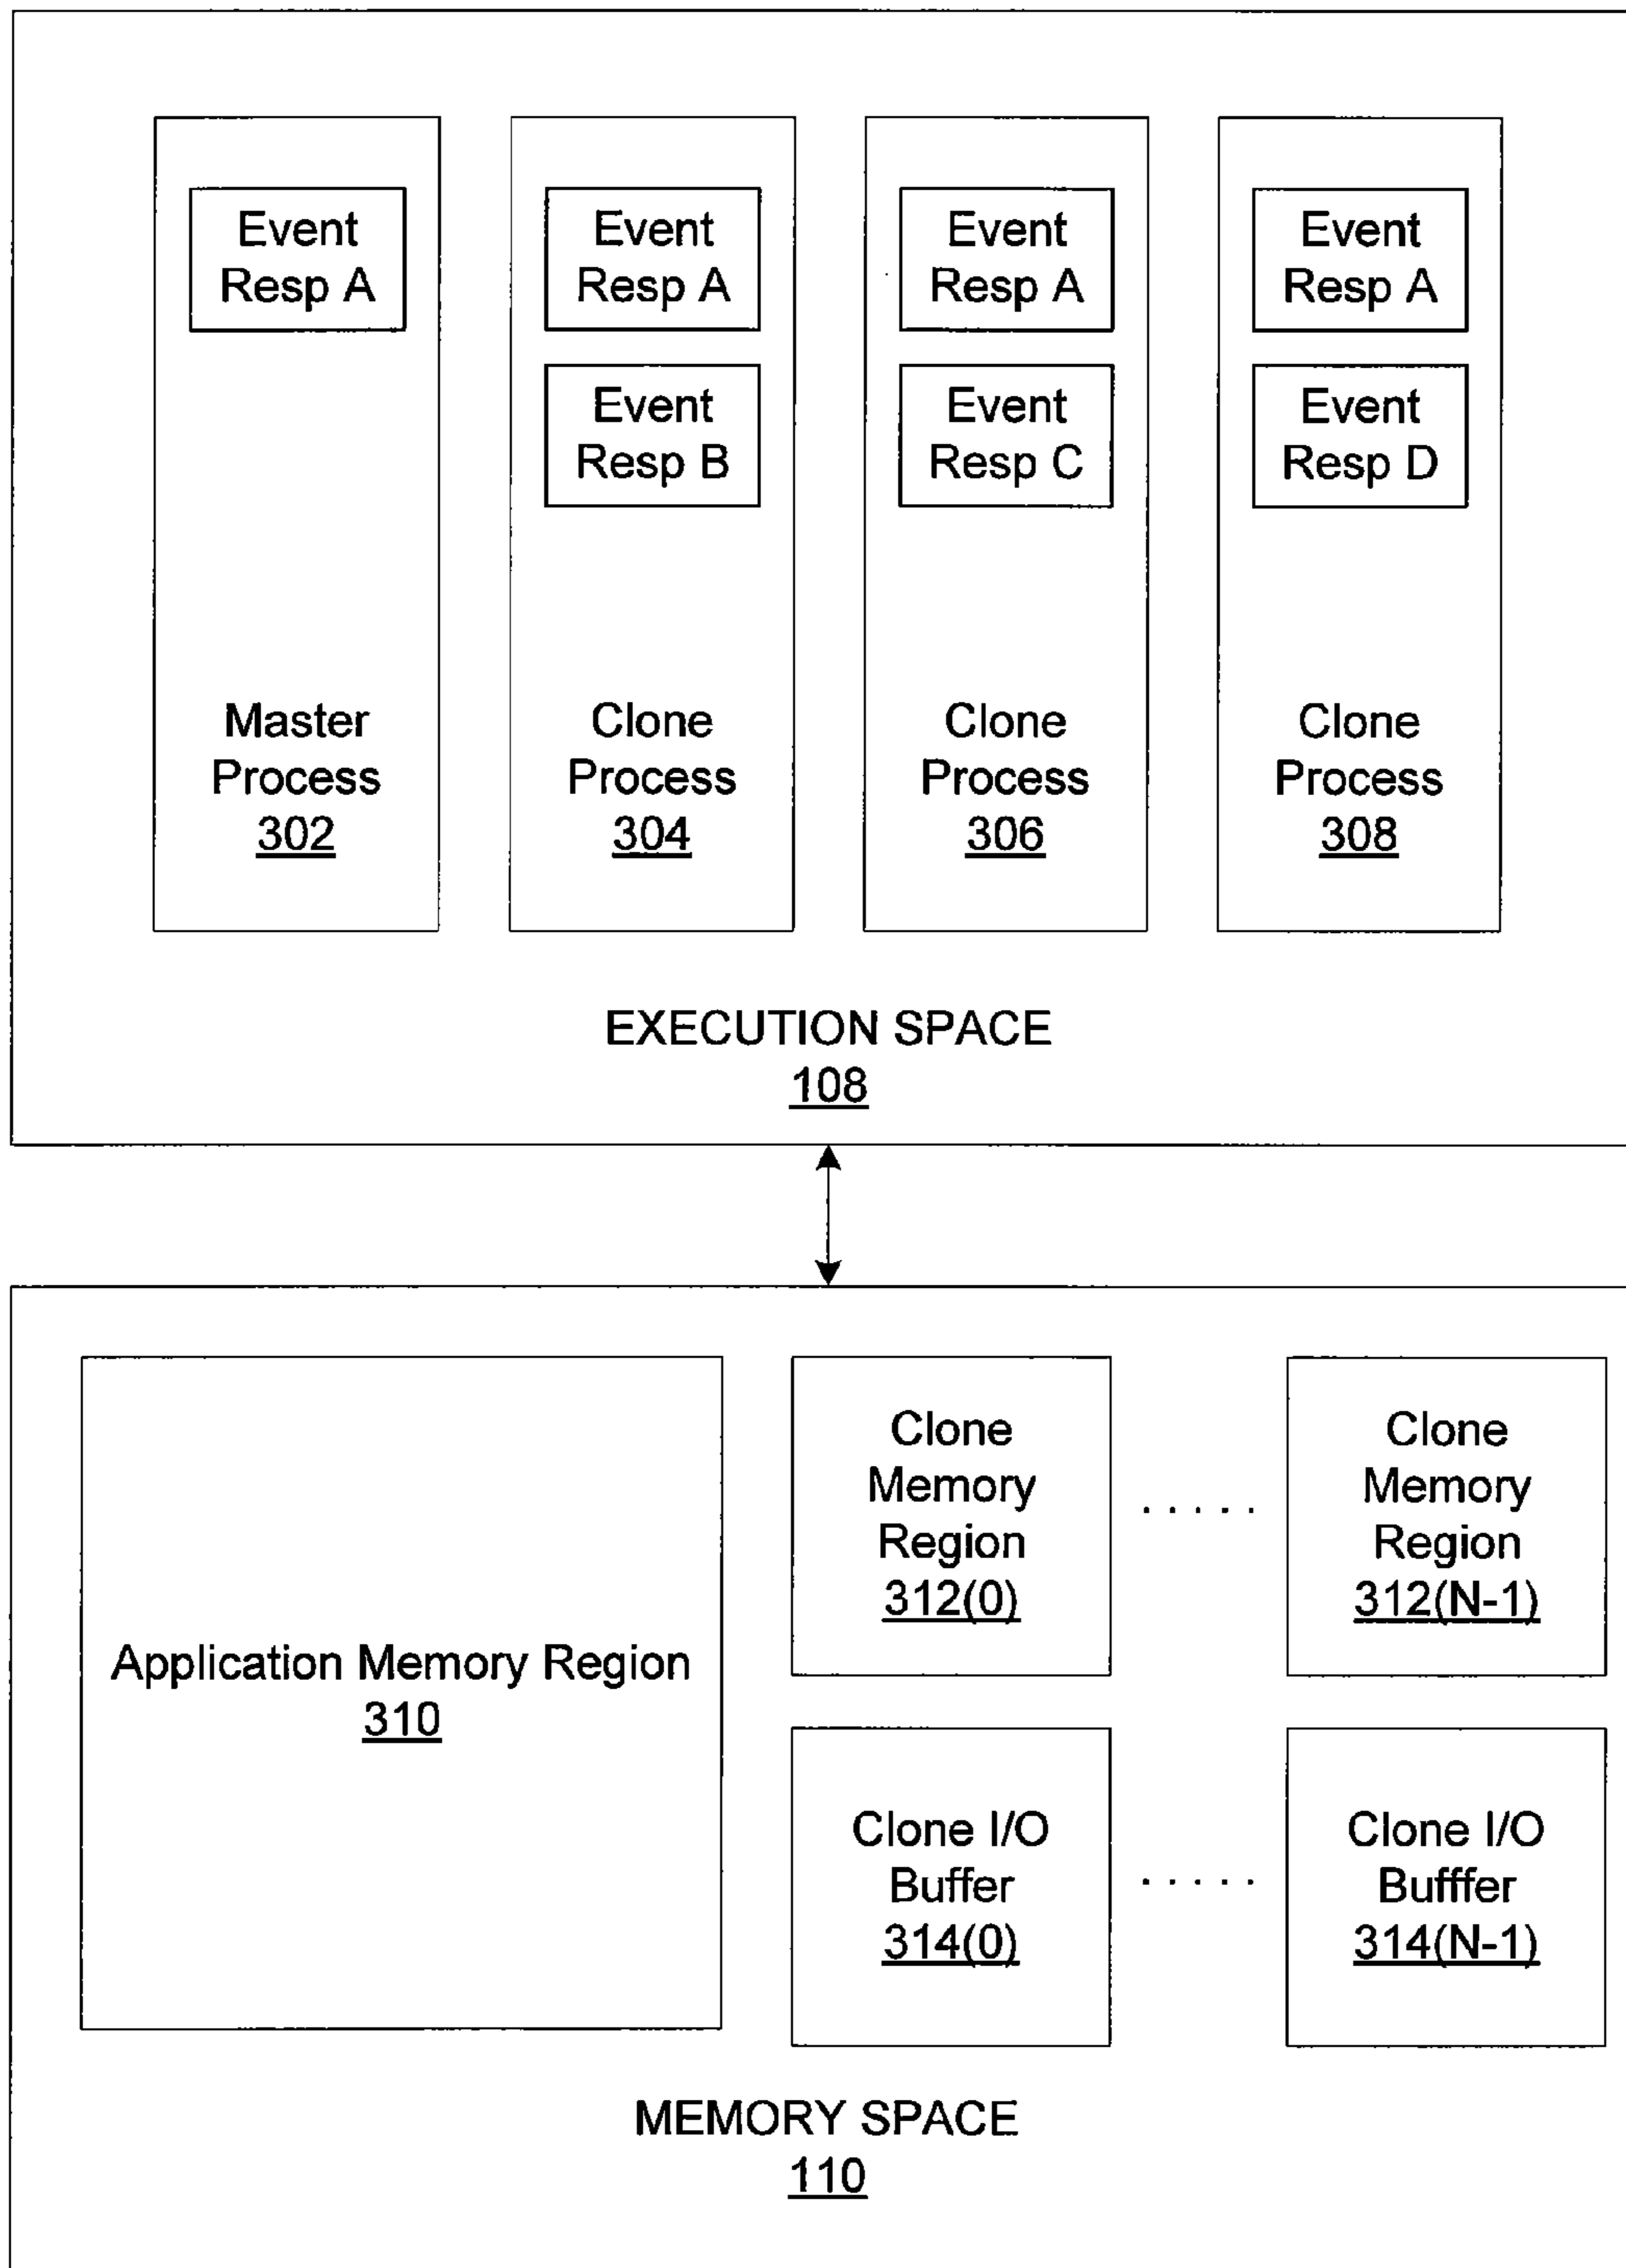 Event
Resp A
Event
Resp A
Event
Resp B
Event
Resp A
Event
Resp C
Event
Resp A
Event
Resp D
Master
Process
302
Clone
Process
304
Clone
Process
306
Clone
Process
308
EXECUTION SPACE
108
Application Memory Region
310
Clone
Memory
Region
312(0)
. . . . .
Clone
Memory
Region
312(N-1)
Clone I/O
Buffer
314(0)
. . . . .
Clone I/O
Bufffer
314(N-1)
MEMORY SPACE
110